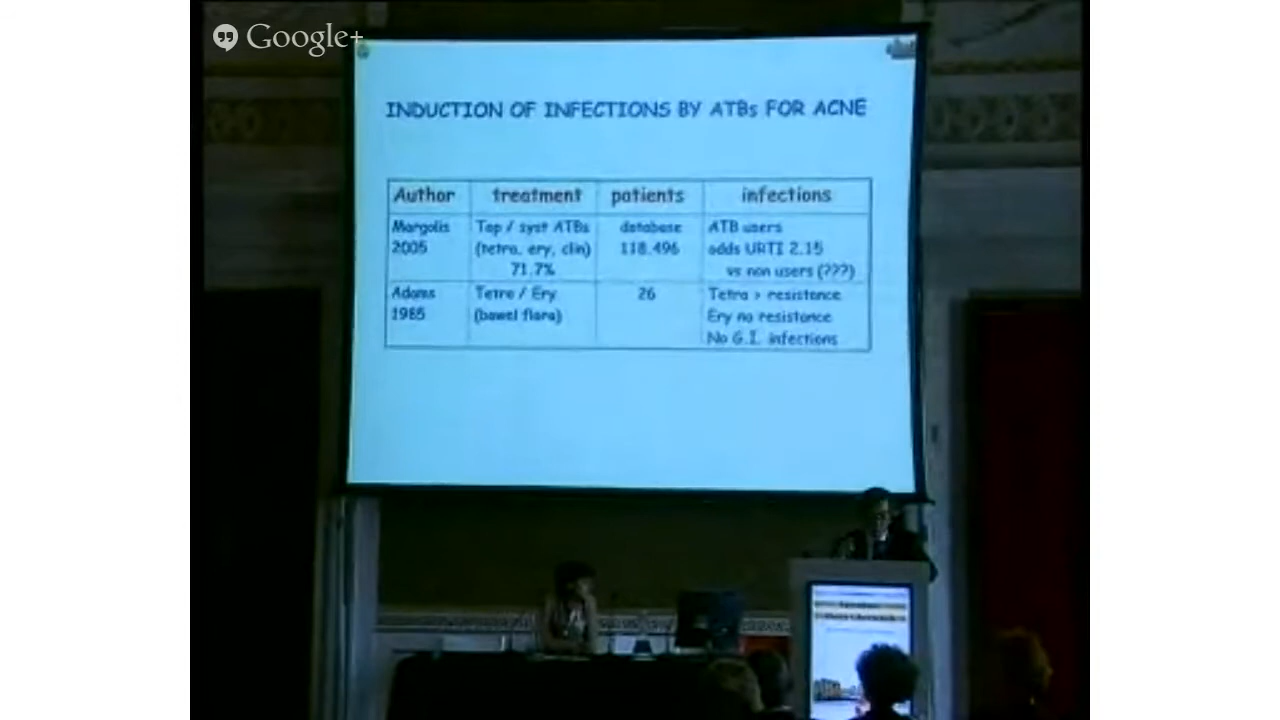 Google+
INDUCTION OF INFECTIONS BY ATBs FOR ACNE
Author treatment patients infections
Margolis Top / syst ATBs database ATB users
2005 (tetra, ery, clin) 118.496 odds URTI 2.15
71.7% vs non users (???)
Adams Tetra / Ery 26 Tetra > resistance
1985 (bowel flora) Ery no resistance
No G.I. infections